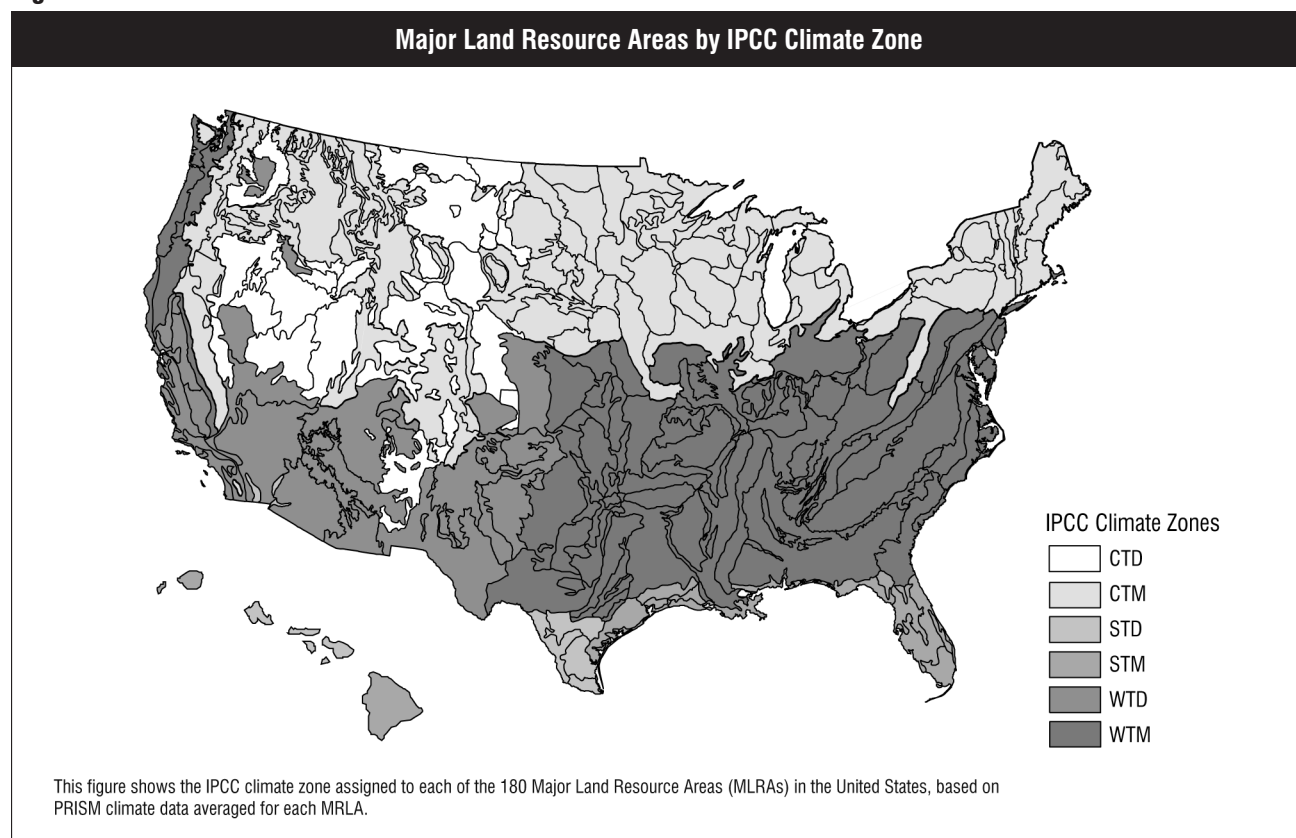 Major Land Resource Areas by IPCC Climate Zone
IPCC Climate Zones
CTD
CTM
STD
STM
WTD
WTM
This figure shows the IPCC climate zone assigned to each of the 180 Major Land Resource Areas (MLRAs) in the United States, based on
PRISM climate data averaged for each MRLA.